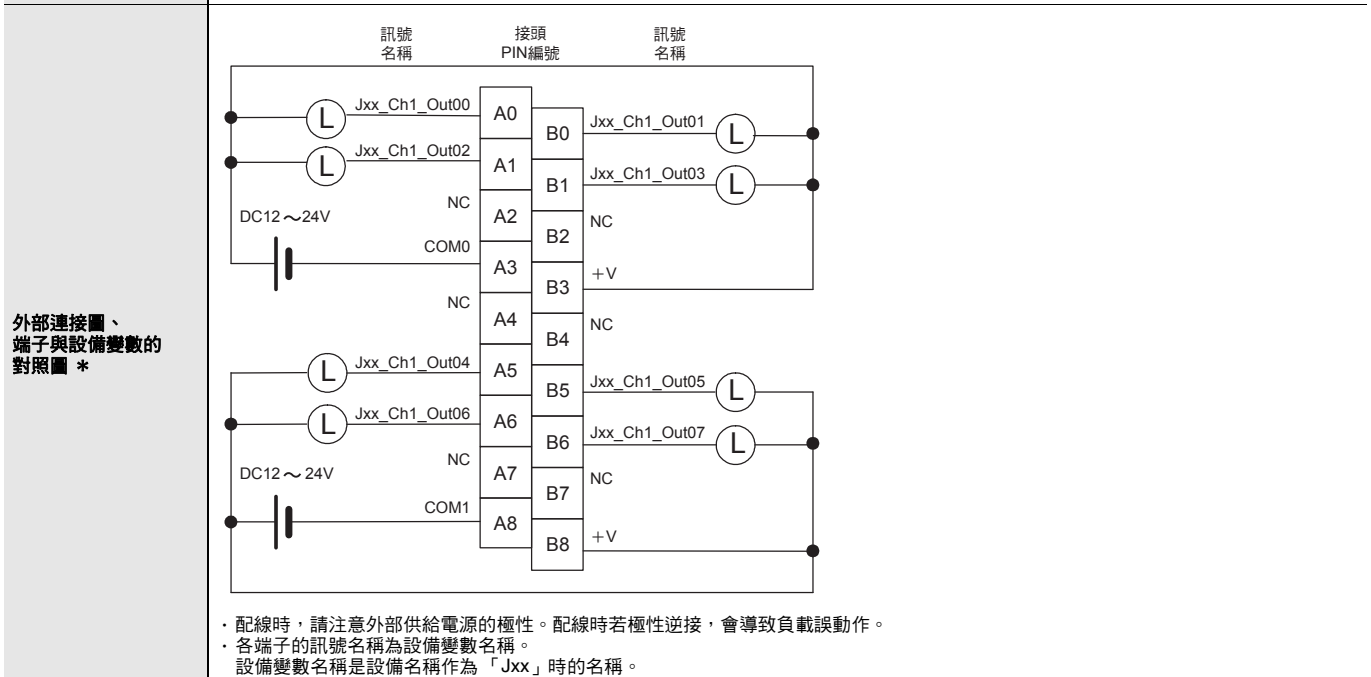 外部連接圖、
端子與設備變數的
對照圖 ＊
訊號
名稱
接頭
PIN編號
訊號
名稱
L Jxx_Ch1_Out00 A0
B0 Jxx_Ch1_Out01 L
L Jxx_Ch1_Out02 A1
B1 Jxx_Ch1_Out03 L
NC A2
B2 NC
DC12～24V
COM0 A3
B3 ＋V
NC A4
B4 NC
L Jxx_Ch1_Out04 A5
B5 Jxx_Ch1_Out05 L
L Jxx_Ch1_Out06 A6
B6 Jxx_Ch1_Out07 L
NC A7
B7 NC
DC12～24V
COM1 A8
B8 ＋V
・配線時，請注意外部供給電源的極性。配線時若極性逆接，會導致負載誤動作。
・各端子的訊號名稱為設備變數名稱。
設備變數名稱是設備名稱作為「Jxx」時的名稱。